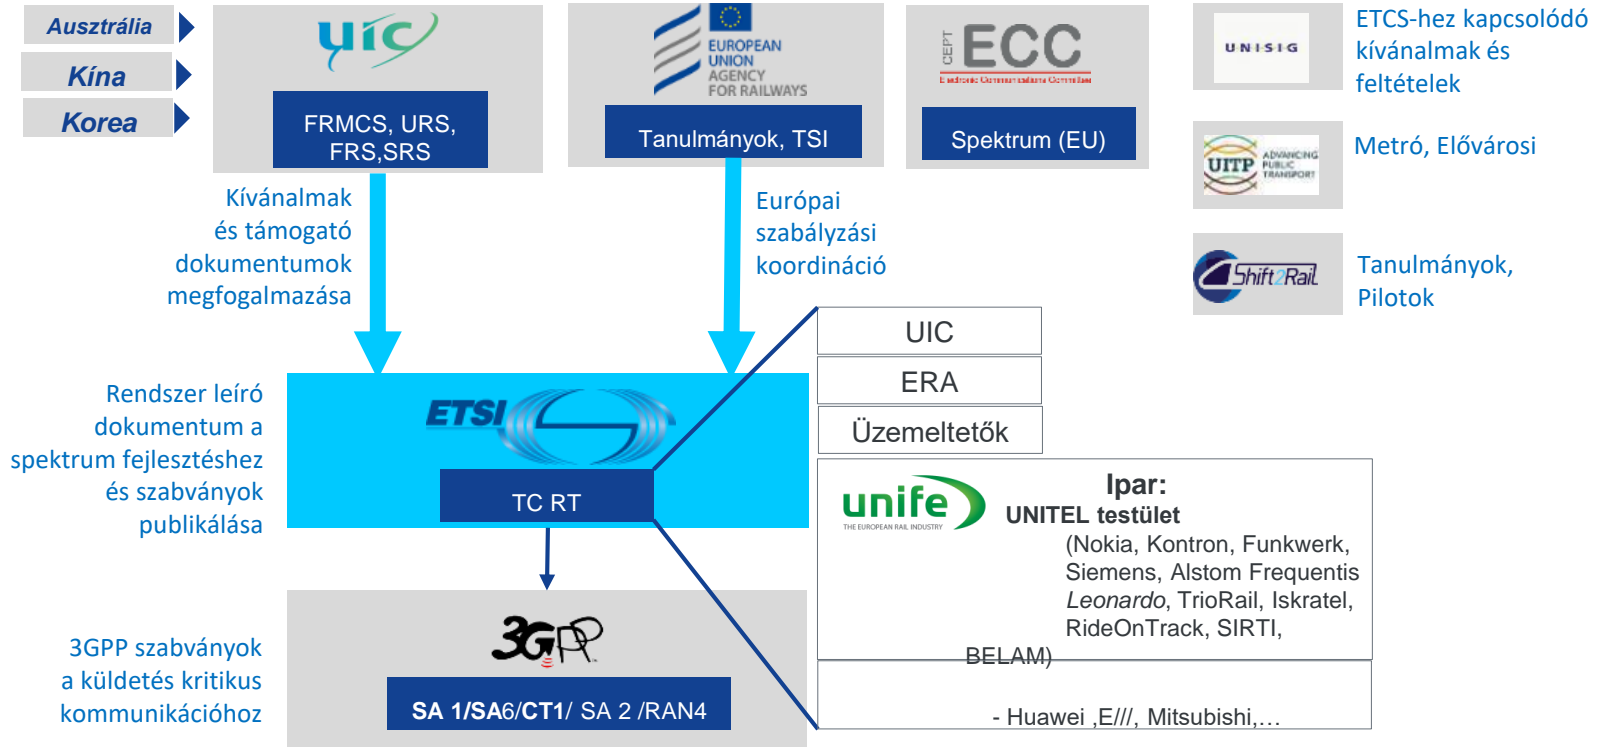 Ausztrália
Kína
Korea
uic
FRMCS, URS,
FRS,SRS
EUROPEAN
UNION
AGENCY
FOR RAILWAYS
Tanulmányok, TSI
CEPT
ECC
Electronic Communications Committee
Spektrum (EU)
UNISIG
ETCS-hez kapcsolódó
kívánalmak és
feltételek
UITP
ADVANCING
PUBLIC
TRANSPORT
Metró, Elővárosi
Shift2Rail
Tanulmányok,
Pilotok
Kívánalmak
és támogató
dokumentumok
megfogalmazása
Európai
szabályzási
koordináció
Rendszer leíró
dokumentum a
spektrum fejlesztéshez
és szabványok
publikálása
ETSI
TC RT
UIC
ERA
Üzemeltetők
unife
THE EUROPEAN RAIL INDUSTRY
Ipar:
UNITEL testület
(Nokia, Kontron, Funkwerk,
Siemens, Alstom Frequentis
Leonardo, TrioRail, Iskratel,
RideOnTrack, SIRTI,
BELAM)
- Huawei ,E///, Mitsubishi,…
3GPP szabványok
a küldetés kritikus
kommunikációhoz
3GPP
SA 1/SA6/CT1/ SA 2 /RAN4